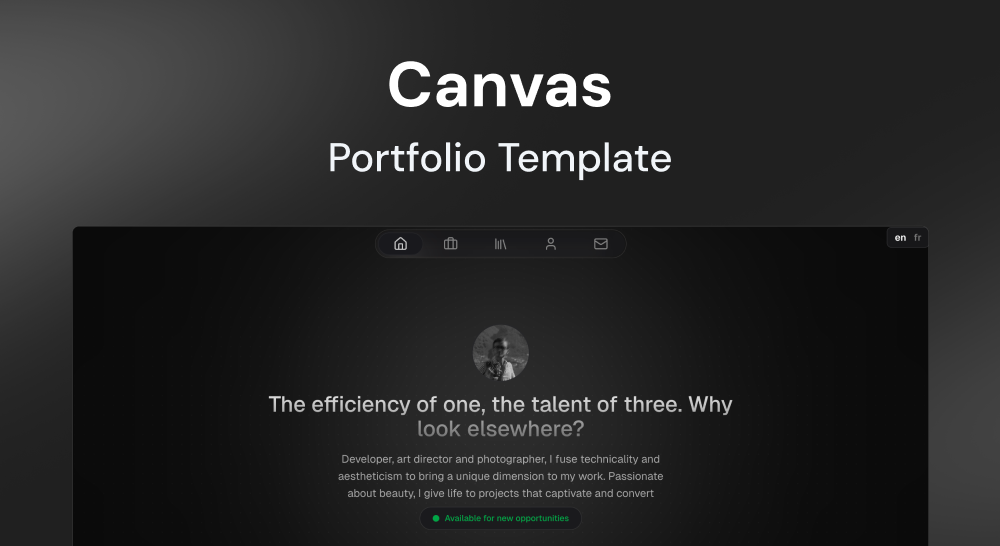 Canvas
Portfolio Template
en fr
The efficiency of one, the talent of three. Why
look elsewhere?
Developer, art director and photographer, I fuse technicality and
aestheticism to bring a unique dimension to my work. Passionate
about beauty, I give life to projects that captivate and convert
Available for new opportunities